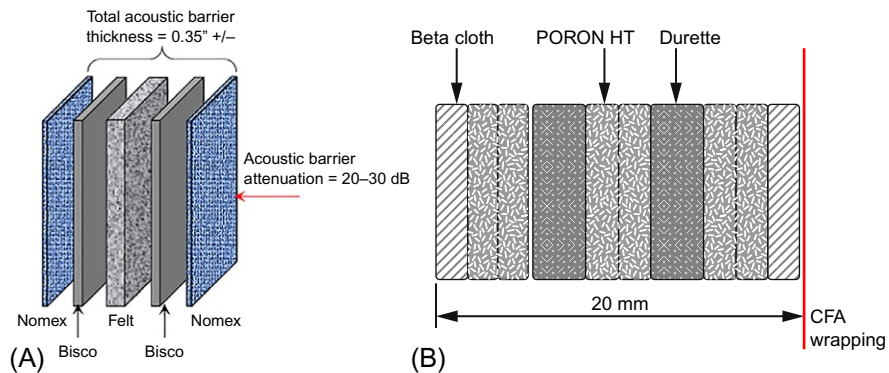 Total acoustic barrier
thickness = 0.35” +/–
Acoustic barrier
attenuation = 20–30 dB
Nomex
Felt
Nomex
Bisco
Bisco
(A)
Beta cloth
PORON HT
Durette
20 mm
CFA
wrapping
(B)